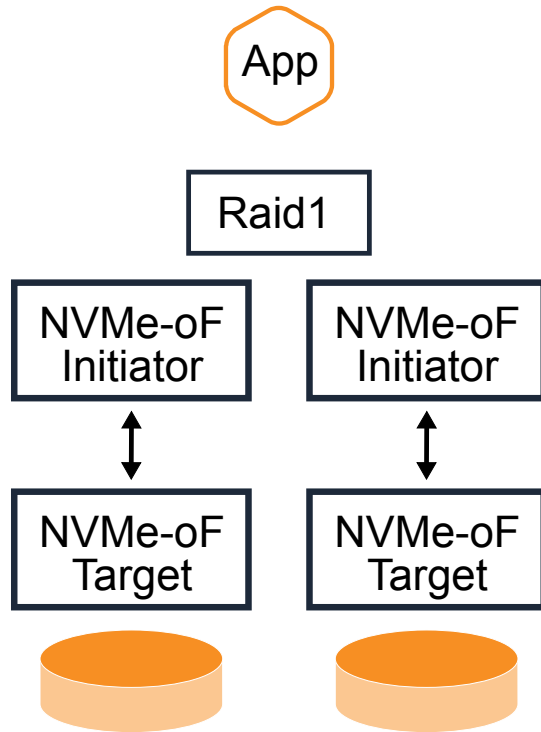 App
Raid1
NVMe-oF
Initiator
NVMe-oF
Initiator
NVMe-oF
Target
NVMe-oF
Target